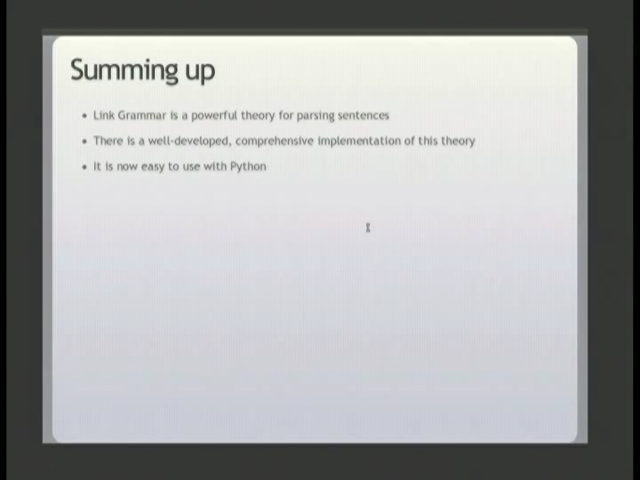 Summing up
• Link Grammar is a powerful theory for parsing sentences
• There is a well-developed, comprehensive implementation of this theory
• It is now easy to use with Python